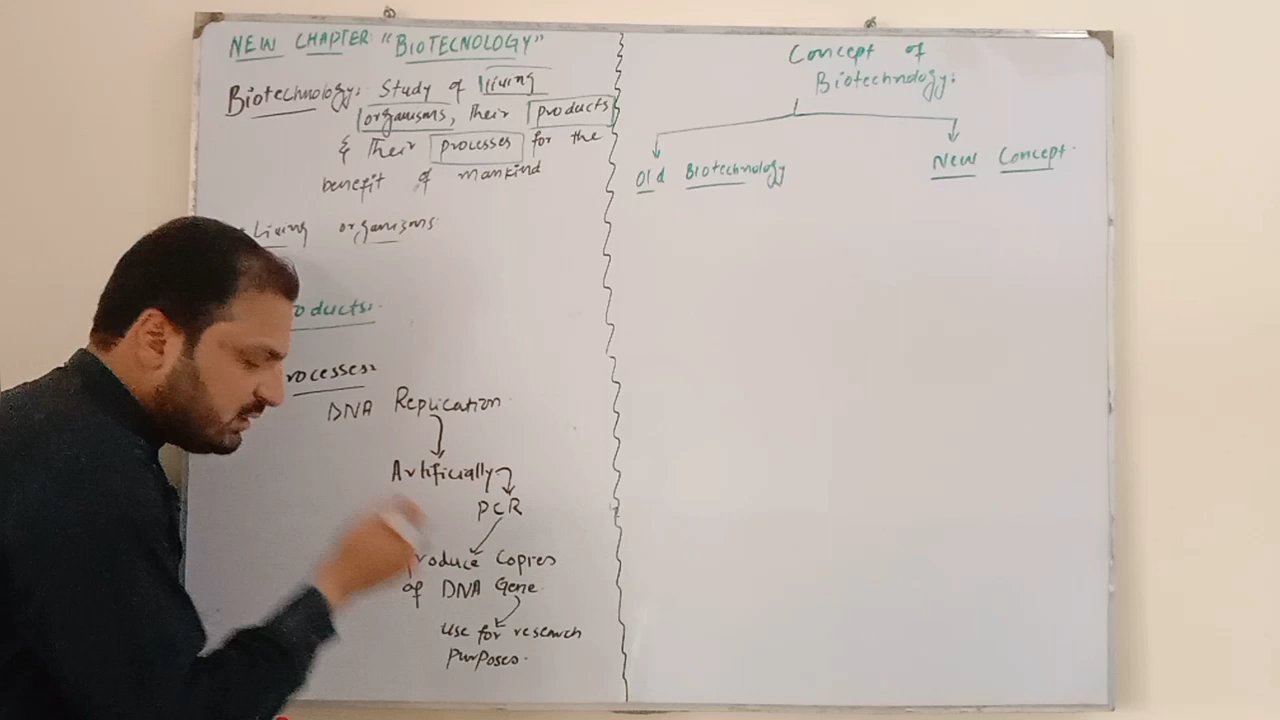 NEW CHAPTER "BIOTECNOLOGY"
Biotechnology: Study of living
organisms, Their products
& Their processes for the
benefit of mankind
Living organisms.
oducts:
rocesses:
DNA Replication
Artificially
PCR
roduce Copies
of DNA Gene.
Use for research
purposes.
Concept of
Biotechnology:
Old Biotechnology
New Concept.